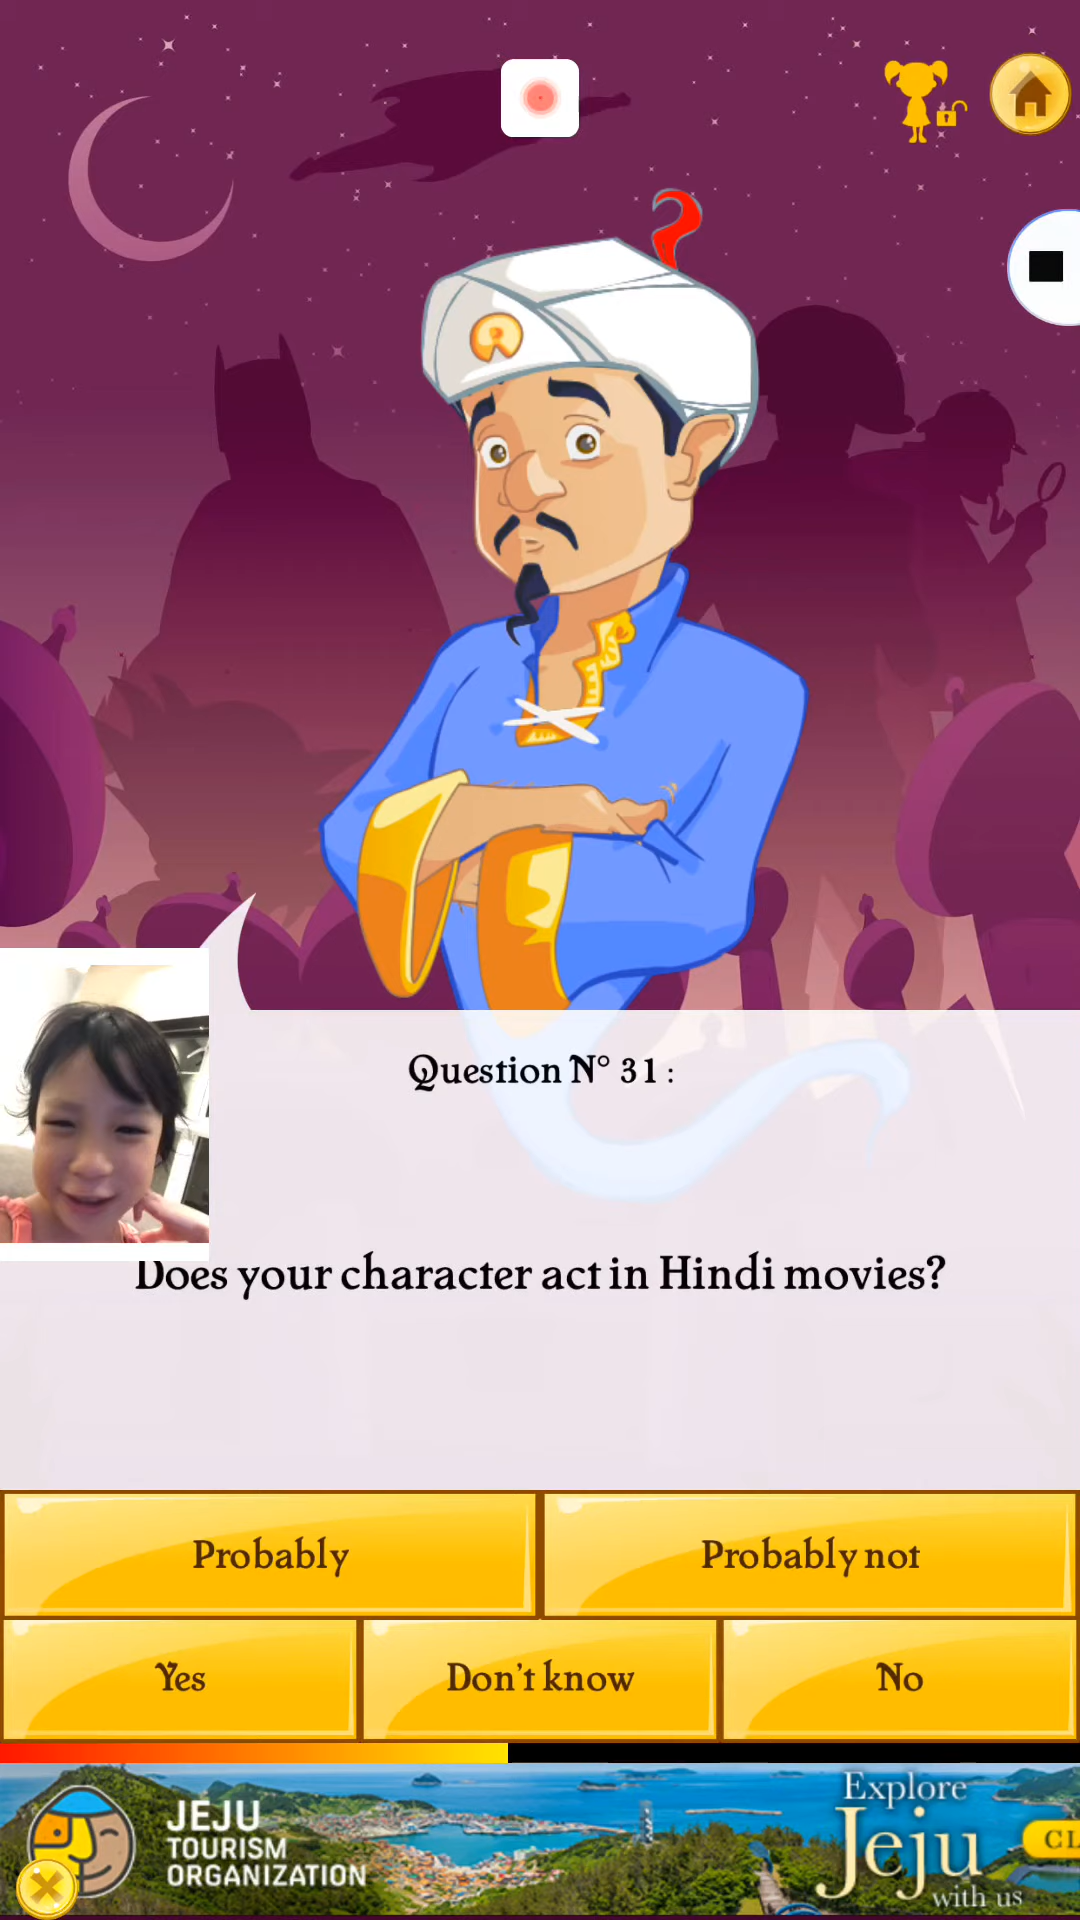 Question N° 31 :
Does your character act in Hindi movies?
Probably
Probably not
Yes
Don't know
No
JEJU
TOURISM
ORGANIZATION
Explore
Jeju
with us